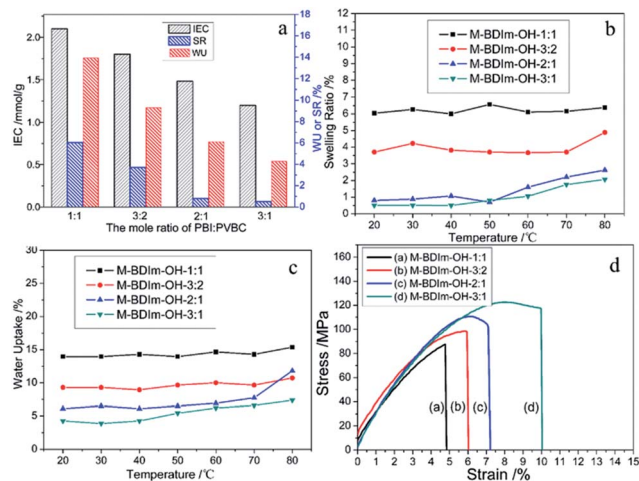 a
IEC
SR
WU
IEC/mmol/g
2.0
1.5
1.0
0.5
0.0
WU or SR/%
18
16
14
12
10
8
6
4
2
0
1:1 3:2 2:1 3:1
The mole ratio of PBI:PVBC
b
M-BDIm-OH-1:1
M-BDIm-OH-3:2
M-BDIm-OH-2:1
M-BDIm-OH-3:1
Swelling Ratio/%
12
11
10
9
8
7
6
5
4
3
2
1
0
20 30 40 50 60 70 80
Temperature/℃
c
M-BDIm-OH-1:1
M-BDIm-OH-3:2
M-BDIm-OH-2:1
M-BDIm-OH-3:1
Water Uptake /%
30
25
20
15
10
5
0
20 30 40 50 60 70 80
Temperature /℃
d
(a) M-BDIm-OH-1:1
(b) M-BDIm-OH-3:2
(c) M-BDIm-OH-2:1
(d) M-BDIm-OH-3:1
Stress /MPa
160
140
120
100
80
60
40
20
0
(a) (b) (c) (d)
0 1 2 3 4 5 6 7 8 9 10 11 12 13 14 15
Strain /%